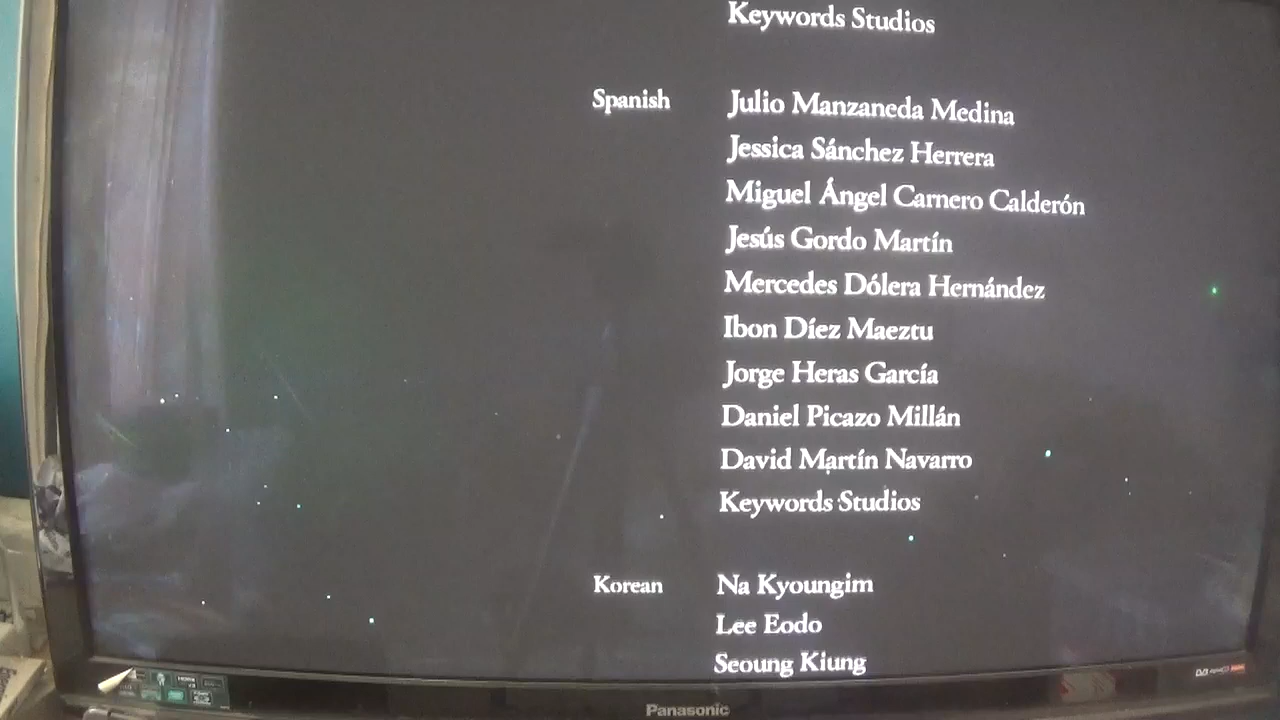 Keywords Studios
Spanish Julio Manzaneda Medina
Jessica Sánchez Herrera
Miguel Ángel Carnero Calderón
Jesús Gordo Martín
Mercedes Dólera Hernández
Ibon Díez Maeztu
Jorge Heras García
Daniel Picazo Millán
David Martín Navarro
Keywords Studios
Korean Na Kyoungim
Lee Eodo
Seoung Kiung
Panasonic